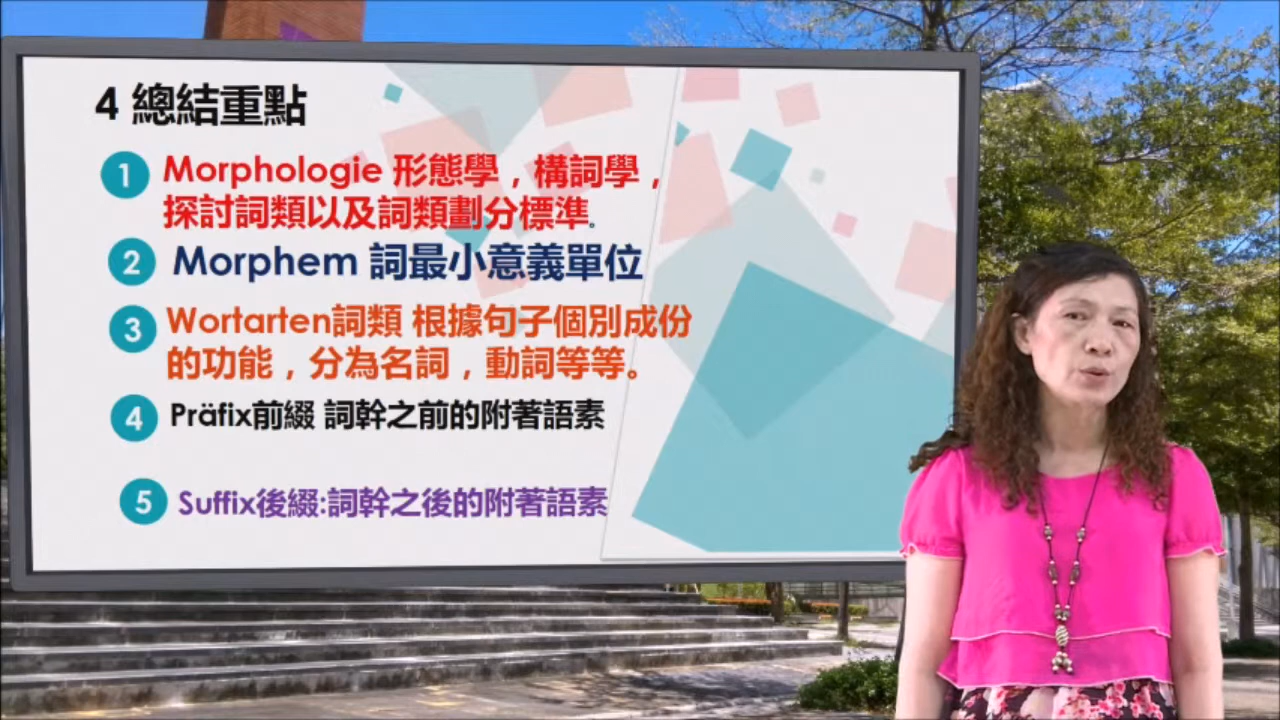 4 總結重點
1 Morphologie 形態學，構詞學，
探討詞類以及詞類劃分標準。
2 Morphem 詞最小意義單位
3 Wortarten詞類 根據句子個別成份
的功能，分為名詞，動詞等等。
4 Präfix前綴 詞幹之前的附著語素
5 Suffix後綴:詞幹之後的附著語素